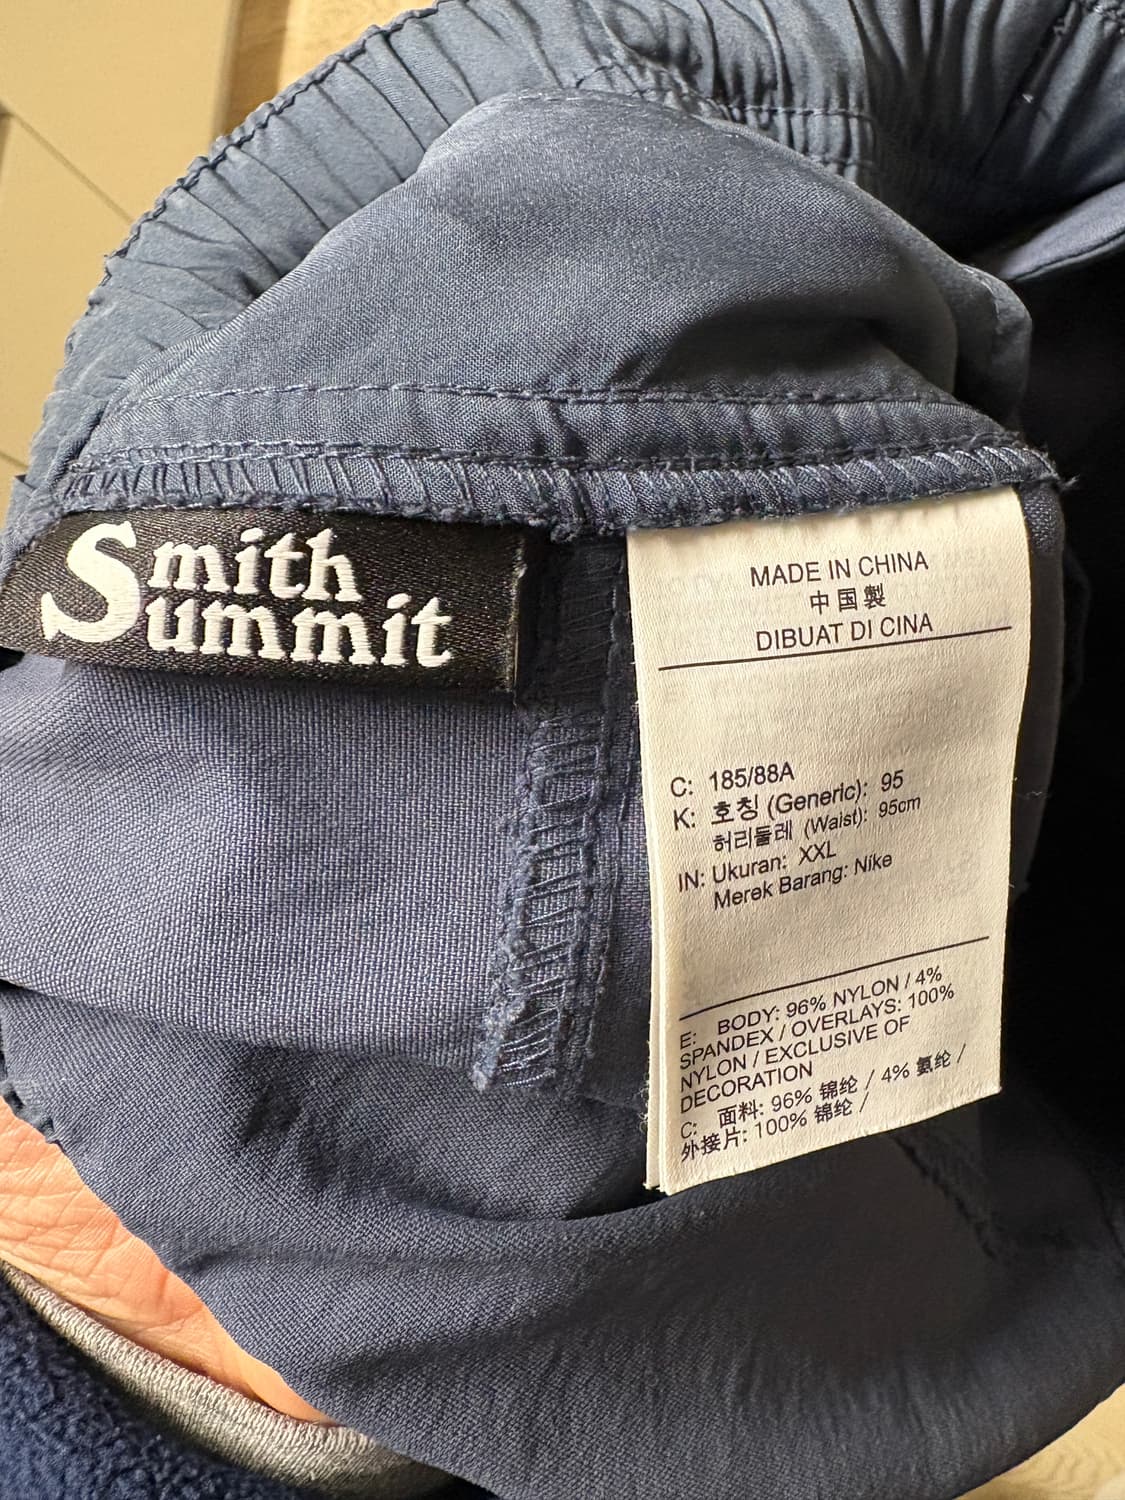 Smith
Summit
MADE IN CHINA
中国製
DIBUAT DI CINA
C: 185/88A
K: 호칭 (Generic): 95
허리둘레 (Waist): 95cm
IN: Ukuran: XXL
Merek Barang: Nike
E: BODY: 96% NYLON / 4%
SPANDEX / OVERLAYS: 100%
NYLON / EXCLUSIVE OF
DECORATION
C: 面料: 96% 锦纶 / 4% 氨纶 /
外接片: 100% 锦纶 /